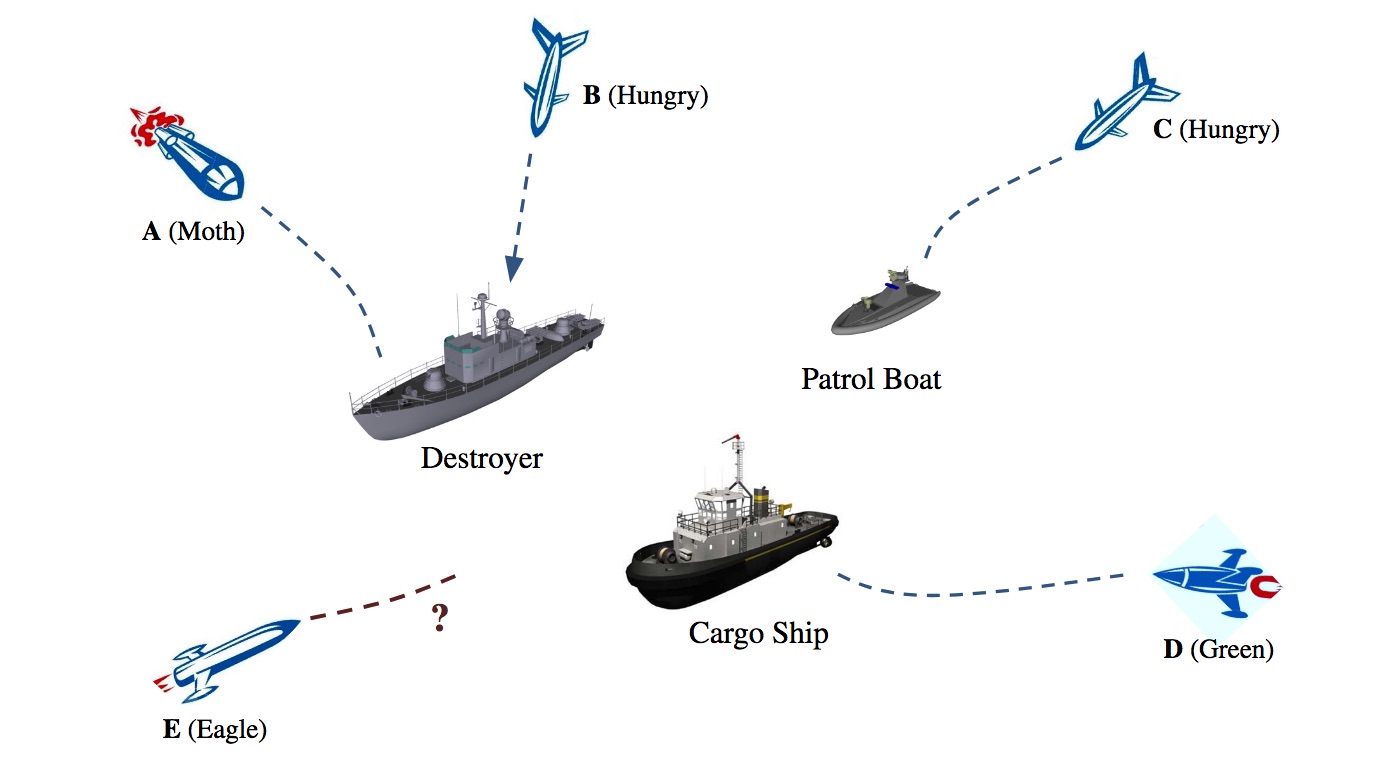 B (Hungry)
C (Hungry)
A (Moth)
Patrol Boat
Destroyer
?
Cargo Ship
D (Green)
E (Eagle)